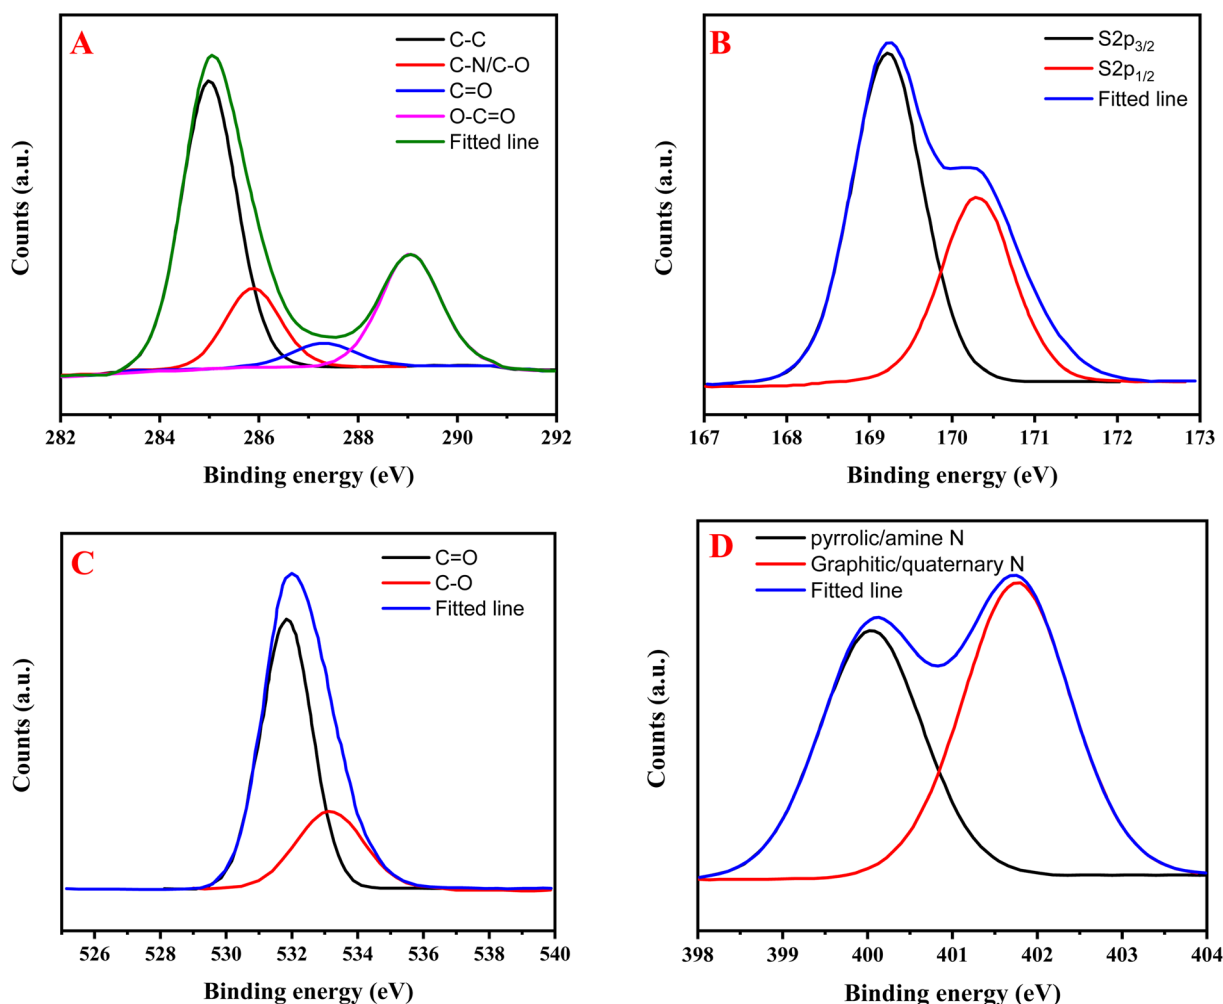 A
C-C
C-N/C-O
C=O
O-C=O
Fitted line
Counts (a.u.)
282 284 286 288 290 292
Binding energy (eV)
B
S2p3/2
S2p1/2
Fitted line
Counts (a.u.)
167 168 169 170 171 172 173
Binding energy (eV)
C
C=O
C-O
Fitted line
Counts (a.u.)
526 528 530 532 534 536 538 540
Binding energy (eV)
D
pyrrolic/amine N
Graphitic/quaternary N
Fitted line
Counts (a.u.)
398 399 400 401 402 403 404
Binding energy (eV)